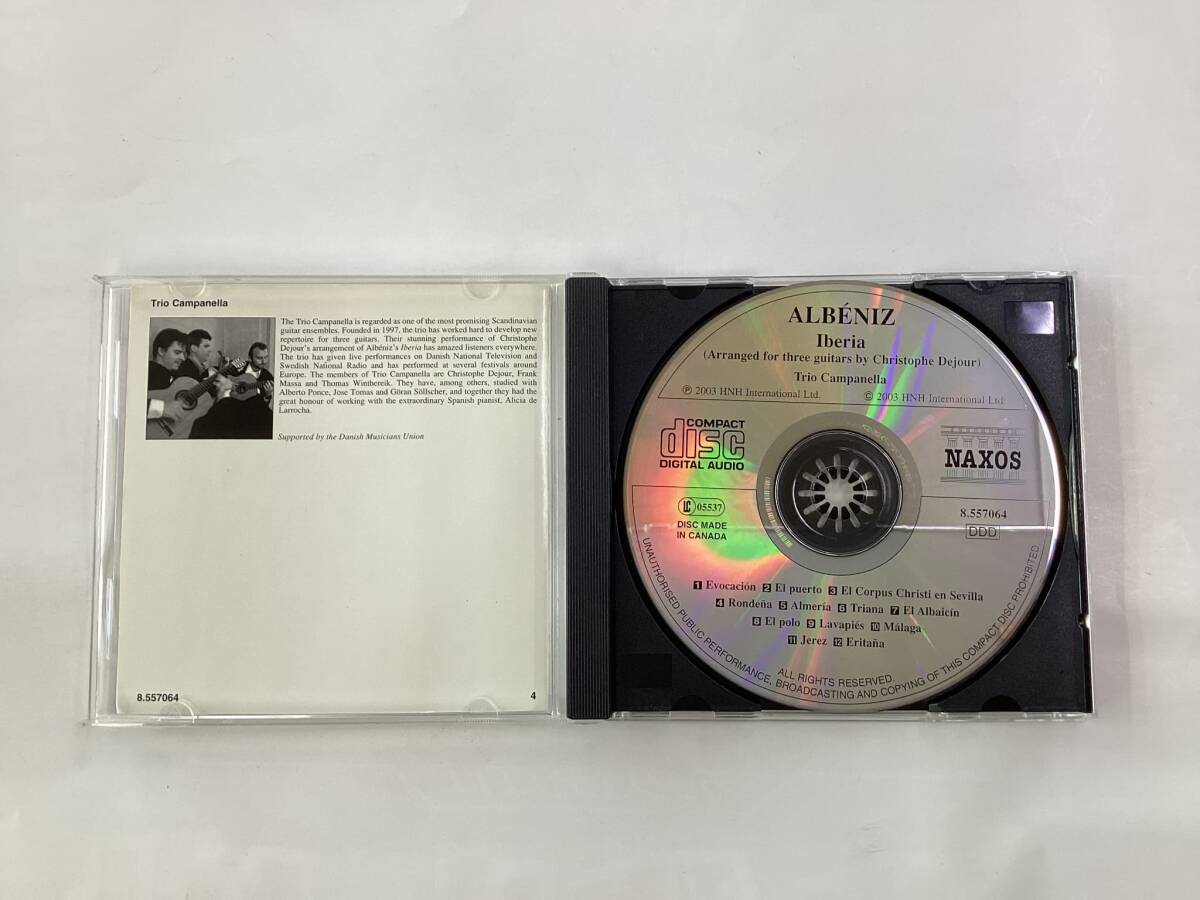 Trio Campanella
The Trio Campanella is regarded as one of the most promising Scandinavian
guitar ensembles. Founded in 1997, the trio has worked hard to develop new
repertoire for three guitars. Their stunning performance of Christophe
Dejour's arrangement of Albéniz's Iberia has amazed listeners everywhere.
The trio has given live performances on Danish National Television and
Swedish National Radio and has performed at several festivals around
Europe. The members of Trio Campanella are Christophe Dejour, Frank
Massa and Thomas Winthereik. They have, among others, studied with
Alberto Ponce, Jose Tomas and Göran Söllscher, and together they had the
great honour of working with the extraordinary Spanish pianist, Alicia de
Larrocha.
Supported by the Danish Musicians Union
8.557064
4
ALBÉNIZ
Iberia
(Arranged for three guitars by Christophe Dejour)
Trio Campanella
Ⓟ 2003 HNH International Ltd.
© 2003 HNH International Ltd
COMPACT
disc
DIGITAL AUDIO
NAXOS
LC 05537
DISC MADE
IN CANADA
8.557064
DDD
1 Evocación 2 El puerto 3 El Corpus Christi en Sevilla
4 Rondeña 5 Almería 6 Triana 7 El Albaicín
8 El polo 9 Lavapiés 10 Málaga
11 Jerez 12 Eritaña
ALL RIGHTS RESERVED.
UNAUTHORISED PUBLIC PERFORMANCE, BROADCASTING AND COPYING OF THIS COMPACT DISC PROHIBITED